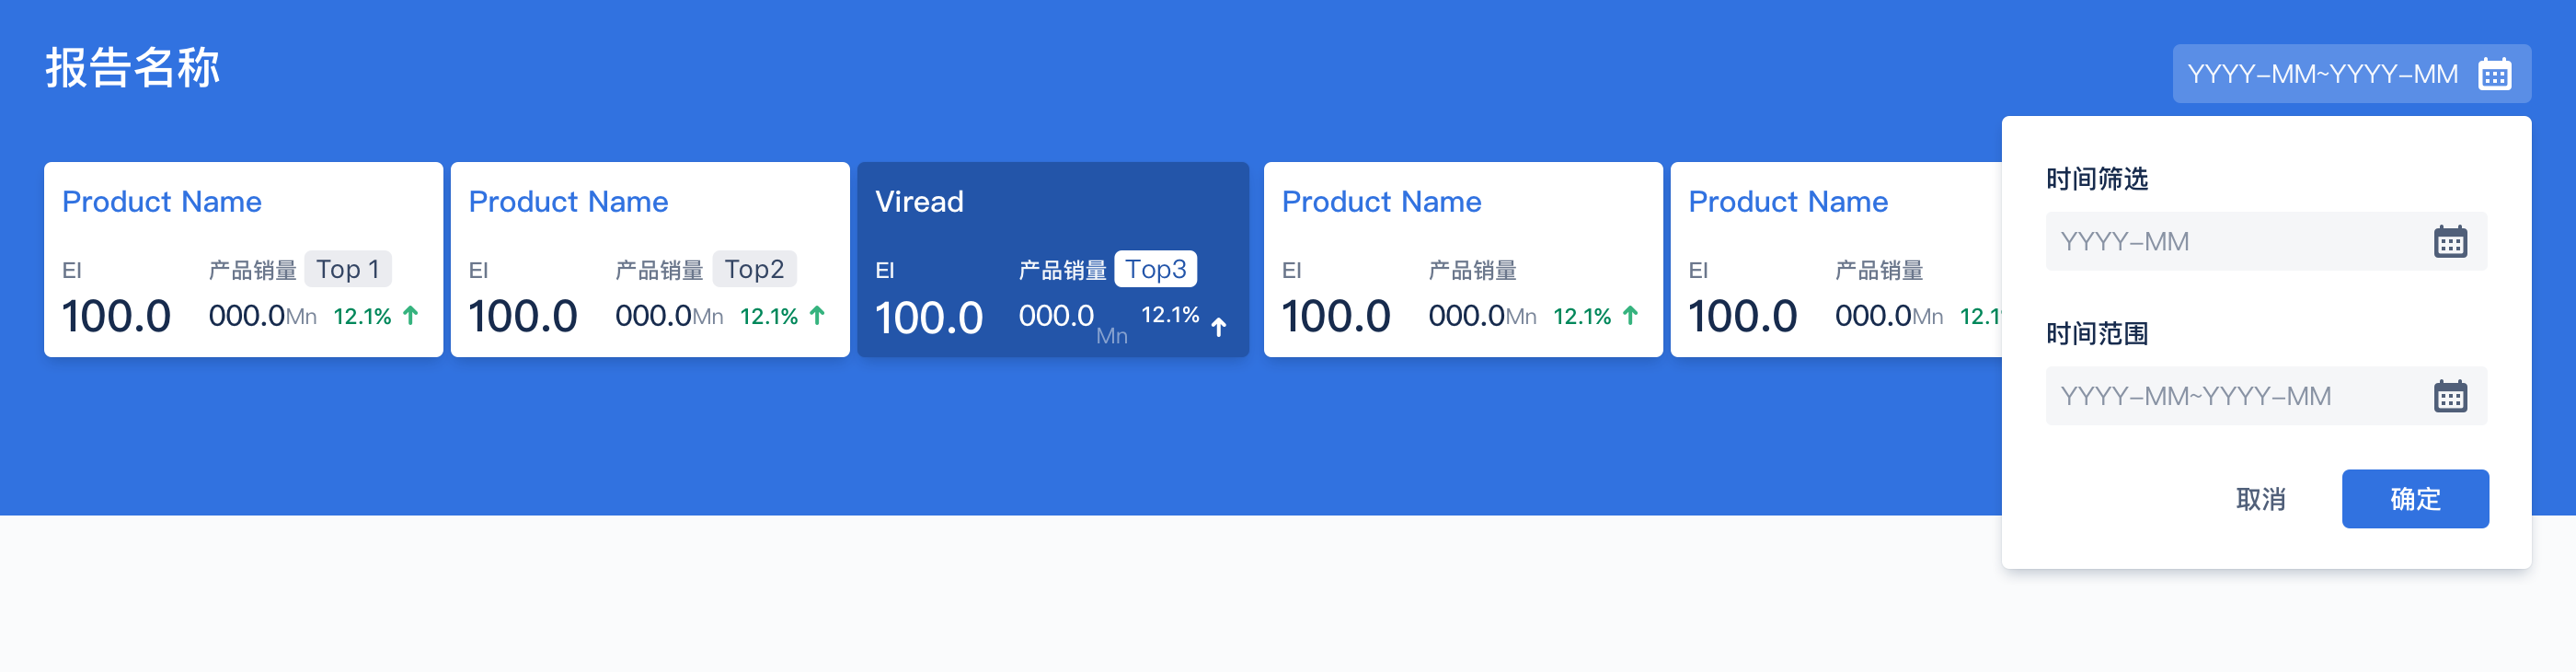 报告名称
YYYY-MM~YYYY-MM
Product Name
EI
产品销量 Top 1
100.0
000.0Mn 12.1%
Product Name
EI
产品销量 Top2
100.0
000.0Mn 12.1%
Viread
EI
产品销量 Top3
100.0
000.0 Mn 12.1%
Product Name
EI
产品销量
100.0
000.0Mn 12.1%
Product Name
EI
产品销量
100.0
000.0Mn 12.1
时间筛选
YYYY-MM
时间范围
YYYY-MM~YYYY-MM
取消
确定